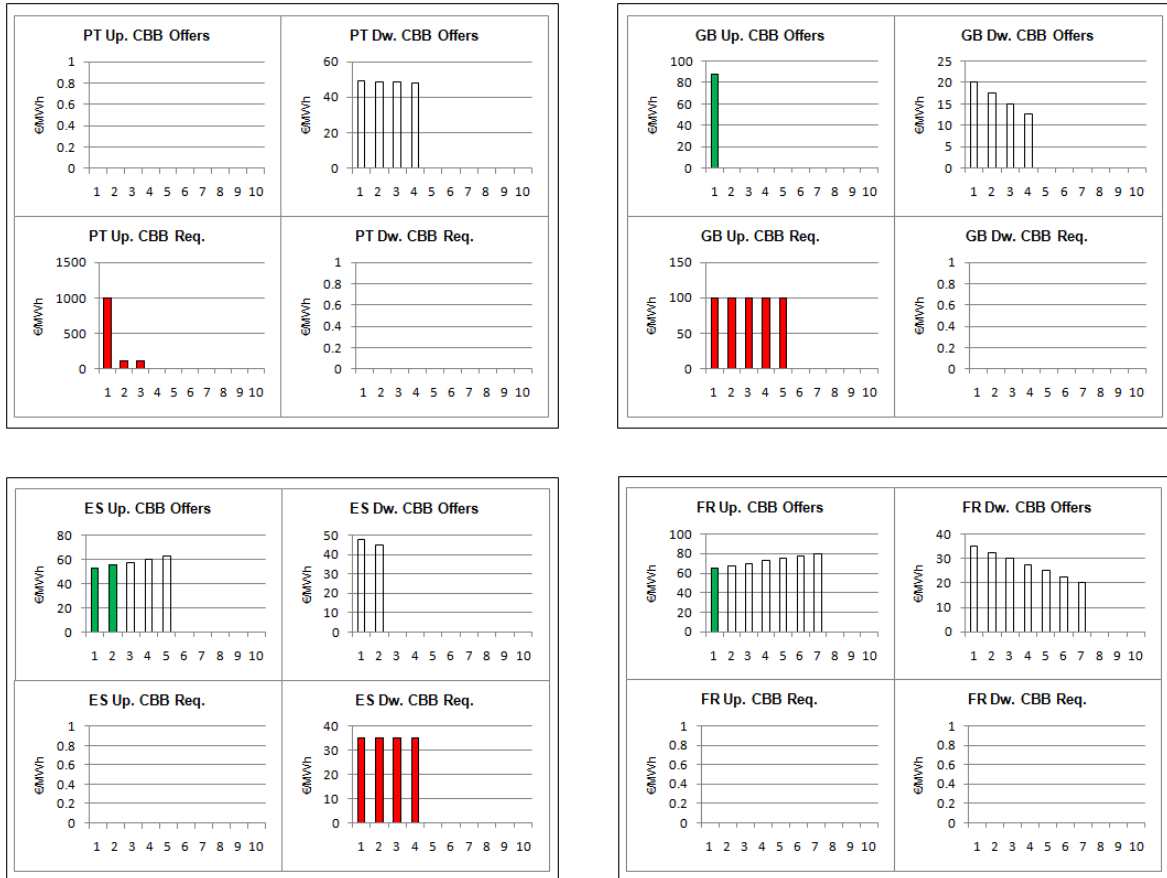 PT Up. CBB Offers
€/MWh
1
0.8
0.6
0.4
0.2
0
1 2 3 4 5 6 7 8 9 10
PT Dw. CBB Offers
€/MWh
60
40
20
0
1 2 3 4 5 6 7 8 9 10
PT Up. CBB Req.
€/MWh
1500
1000
500
0
1 2 3 4 5 6 7 8 9 10
PT Dw. CBB Req.
€/MWh
1
0.8
0.6
0.4
0.2
0
1 2 3 4 5 6 7 8 9 10
GB Up. CBB Offers
€/MWh
100
80
60
40
20
0
1 2 3 4 5 6 7 8 9 10
GB Dw. CBB Offers
€/MWh
25
20
15
10
5
0
1 2 3 4 5 6 7 8 9 10
GB Up. CBB Req.
€/MWh
150
100
50
0
1 2 3 4 5 6 7 8 9 10
GB Dw. CBB Req.
€/MWh
1
0.8
0.6
0.4
0.2
0
1 2 3 4 5 6 7 8 9 10
ES Up. CBB Offers
€/MWh
80
60
40
20
0
1 2 3 4 5 6 7 8 9 10
ES Dw. CBB Offers
€/MWh
50
40
30
20
10
0
1 2 3 4 5 6 7 8 9 10
ES Up. CBB Req.
€/MWh
1
0.8
0.6
0.4
0.2
0
1 2 3 4 5 6 7 8 9 10
ES Dw. CBB Req.
€/MWh
40
30
20
10
0
1 2 3 4 5 6 7 8 9 10
FR Up. CBB Offers
€/MWh
100
80
60
40
20
0
1 2 3 4 5 6 7 8 9 10
FR Dw. CBB Offers
€/MWh
40
30
20
10
0
1 2 3 4 5 6 7 8 9 10
FR Up. CBB Req.
€/MWh
1
0.8
0.6
0.4
0.2
0
1 2 3 4 5 6 7 8 9 10
FR Dw. CBB Req.
€/MWh
1
0.8
0.6
0.4
0.2
0
1 2 3 4 5 6 7 8 9 10